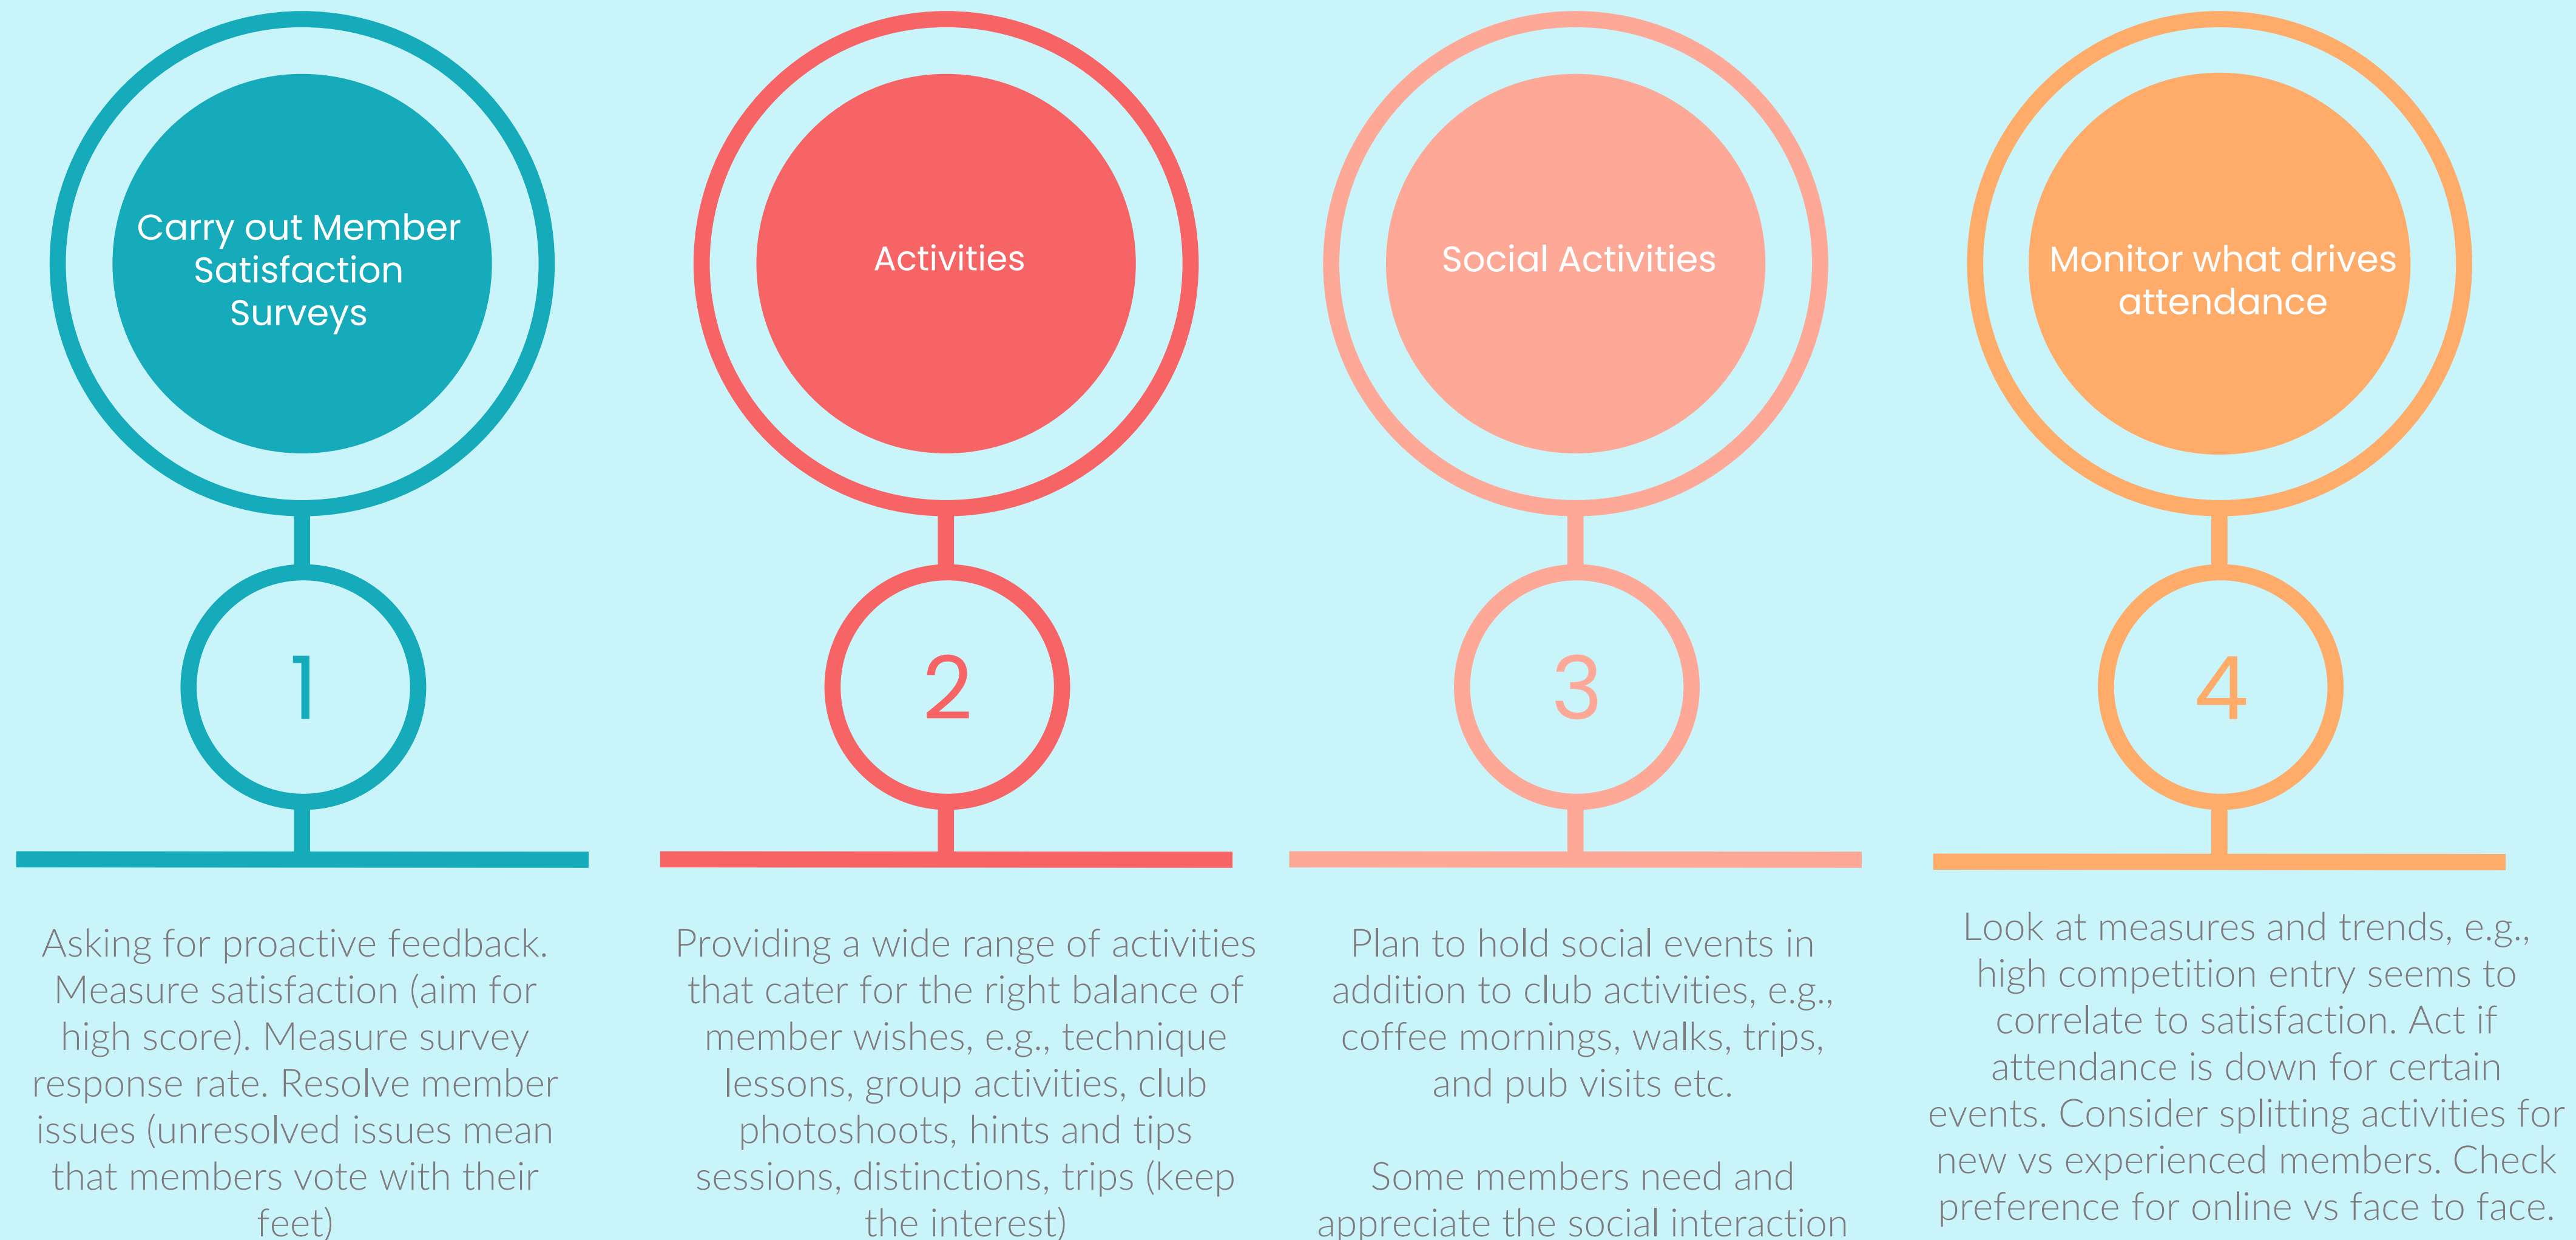 Carry out Member
Satisfaction
Surveys
1
Asking for proactive feedback.
Measure satisfaction (aim for
high score). Measure survey
response rate. Resolve member
issues (unresolved issues mean
that members vote with their
feet)
Activities
2
Providing a wide range of activities
that cater for the right balance of
member wishes, e.g., technique
lessons, group activities, club
photoshoots, hints and tips
sessions, distinctions, trips (keep
the interest)
Social Activities
3
Plan to hold social events in
addition to club activities, e.g.,
coffee mornings, walks, trips,
and pub visits etc.
Some members need and
appreciate the social interaction
Monitor what drives
attendance
4
Look at measures and trends, e.g.,
high competition entry seems to
correlate to satisfaction. Act if
attendance is down for certain
events. Consider splitting activities for
new vs experienced members. Check
preference for online vs face to face.